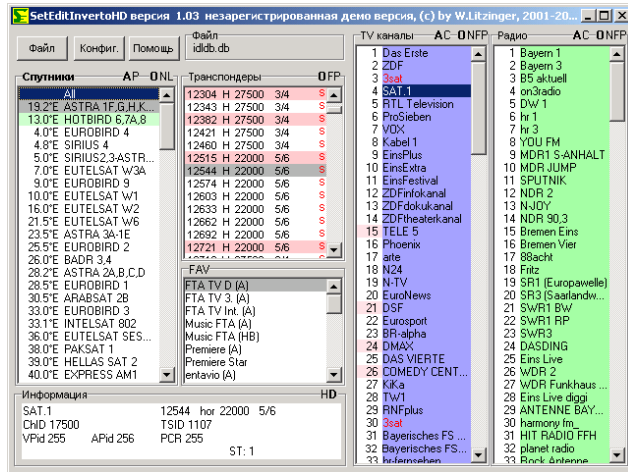 SetEditInvertoHD версия 1.03 незарегистрированная демо версия, (c) by W.Litzinger, 2001-20...
Файл Конфиг. Помощь
Файл
idldb.db
Спутники AP ONL
All
19.2°E ASTRA 1F,G,H,K...
13.0°E HOTBIRD 6,7A,8
4.0°E EUROBIRD 4
4.8°E SIRIUS 4
5.0°E SIRIUS2,3-ASTR...
7.0°E EUTELSAT W3A
9.0°E EUROBIRD 9
10.0°E EUTELSAT W1
16.0°E EUTELSAT W2
21.5°E EUTELSAT W6
23.5°E ASTRA 3A-1E
25.5°E EUROBIRD 2
26.0°E BADR 3,4
28.2°E ASTRA 2A,B,C,D
28.5°E EUROBIRD 1
30.5°E ARABSAT 2B
33.0°E EUROBIRD 3
33.1°E INTELSAT 802
36.0°E EUTELSAT SES...
38.0°E PAKSAT 1
39.0°E HELLAS SAT 2
40.0°E EXPRESS AM1
Транспондеры OFP
12304 H 27500 3/4 S
12343 H 27500 3/4 S
12382 H 27500 3/4 S
12421 H 27500 3/4 S
12460 H 27500 3/4 S
12515 H 22000 5/6 S
12544 H 22000 5/6 S
12574 H 22000 5/6 S
12603 H 22000 5/6 S
12633 H 22000 5/6 S
12662 H 22000 5/6 S
12692 H 22000 5/6 S
12721 H 22000 5/6 S
FAV
FTA TV D (A)
FTA TV 3. (A)
FTA TV Int. (A)
Music FTA (A)
Music FTA (HB)
Premiere (A)
Premiere Star
entavio (A)
Информация HD
SAT.1 12544 hor 22000 5/6
ChID 17500 TSID 1107
VPid 255 APid 256 PCR 255
ST: 1
TV каналы AC ONFP
1 Das Erste
2 ZDF
3 3sat
4 SAT.1
5 RTL Television
6 ProSieben
7 VOX
8 Kabel 1
9 EinsPlus
10 EinsExtra
11 EinsFestival
12 ZDFinfokanal
13 ZDFdokukanal
14 ZDFtheaterkanal
15 TELE 5
16 Phoenix
17 arte
18 N24
19 N-TV
20 EuroNews
21 DSF
22 Eurosport
23 BR-alpha
24 DMAX
25 DAS VIERTE
26 COMEDY CENT...
27 KiKa
28 TW1
29 RNFplus
30 3sat
31 Bayerisches FS ...
32 Bayerisches FS ...
33 hr-fernsehen
Радио AC ONFP
1 Bayern 1
2 Bayern 3
3 B5 aktuell
4 on3radio
5 DW 1
6 hr 1
7 hr 3
8 YOU FM
9 MDR1 S-ANHALT
10 MDR JUMP
11 SPUTNIK
12 NDR 2
13 N-JOY
14 NDR 90,3
15 Bremen Eins
16 Bremen Vier
17 88acht
18 Fritz
19 SR1 (Europawelle)
20 SR3 (Saarlandw...
21 SWR1 BW
22 SWR1 RP
23 SWR3
24 DASDING
25 Eins Live
26 WDR 2
27 WDR Funkhaus ...
28 Eins Live diggi
29 ANTENNE BAY...
30 harmony fm_
31 HIT RADIO FFH
32 planet radio
33 Rock Antenne